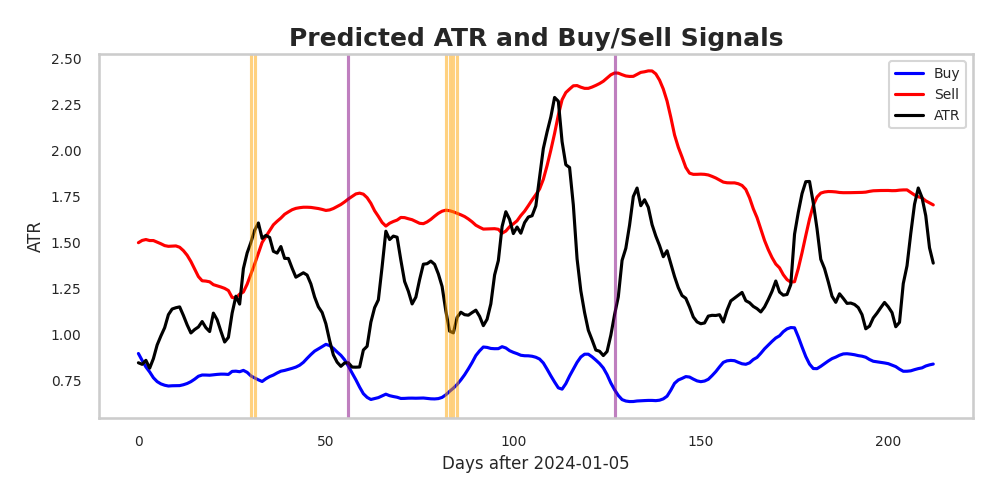 Predicted ATR and Buy/Sell Signals
2.50
2.25
2.00
1.75
1.50
1.25
1.00
0.75
ATR
Buy
Sell
ATR
0 50 100 150 200
Days after 2024-01-05